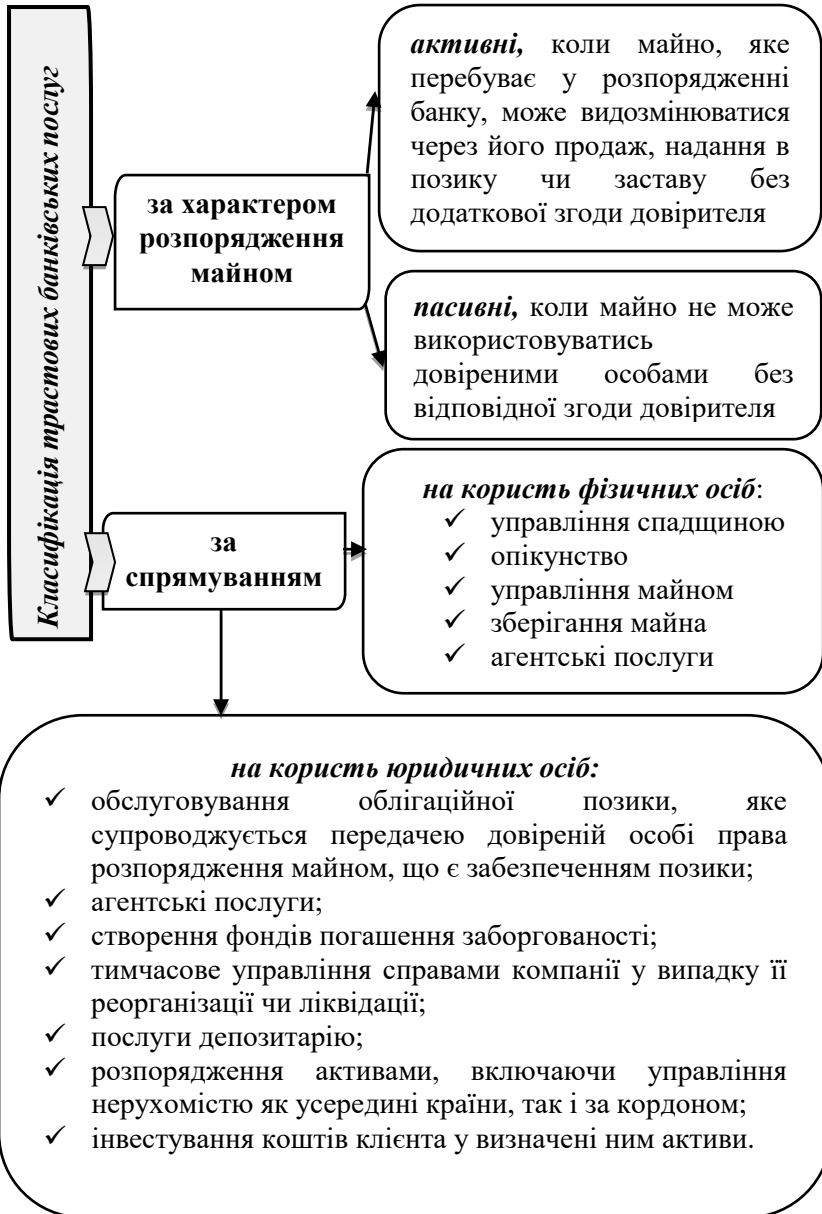 Класифікація трастових банківських послуг
за характером
розпорядження
майном
активні, коли майно, яке
перебуває у розпорядженні
банку, може видозмінюватися
через його продаж, надання в
позику чи заставу без
додаткової згоди довірителя
пасивні, коли майно не може
використовуватись
довіреними особами без
відповідної згоди довірителя
за
спрямуванням
на користь фізичних осіб:
✓ управління спадщиною
✓ опікунство
✓ управління майном
✓ зберігання майна
✓ агентські послуги
на користь юридичних осіб:
✓ обслуговування облігаційної позики, яке
супроводжується передачею довіреній особі права
розпорядження майном, що є забезпеченням позики;
✓ агентські послуги;
✓ створення фондів погашення заборгованості;
✓ тимчасове управління справами компанії у випадку її
реорганізації чи ліквідації;
✓ послуги депозитарію;
✓ розпорядження активами, включаючи управління
нерухомістю як усередині країни, так і за кордоном;
✓ інвестування коштів клієнта у визначені ним активи.